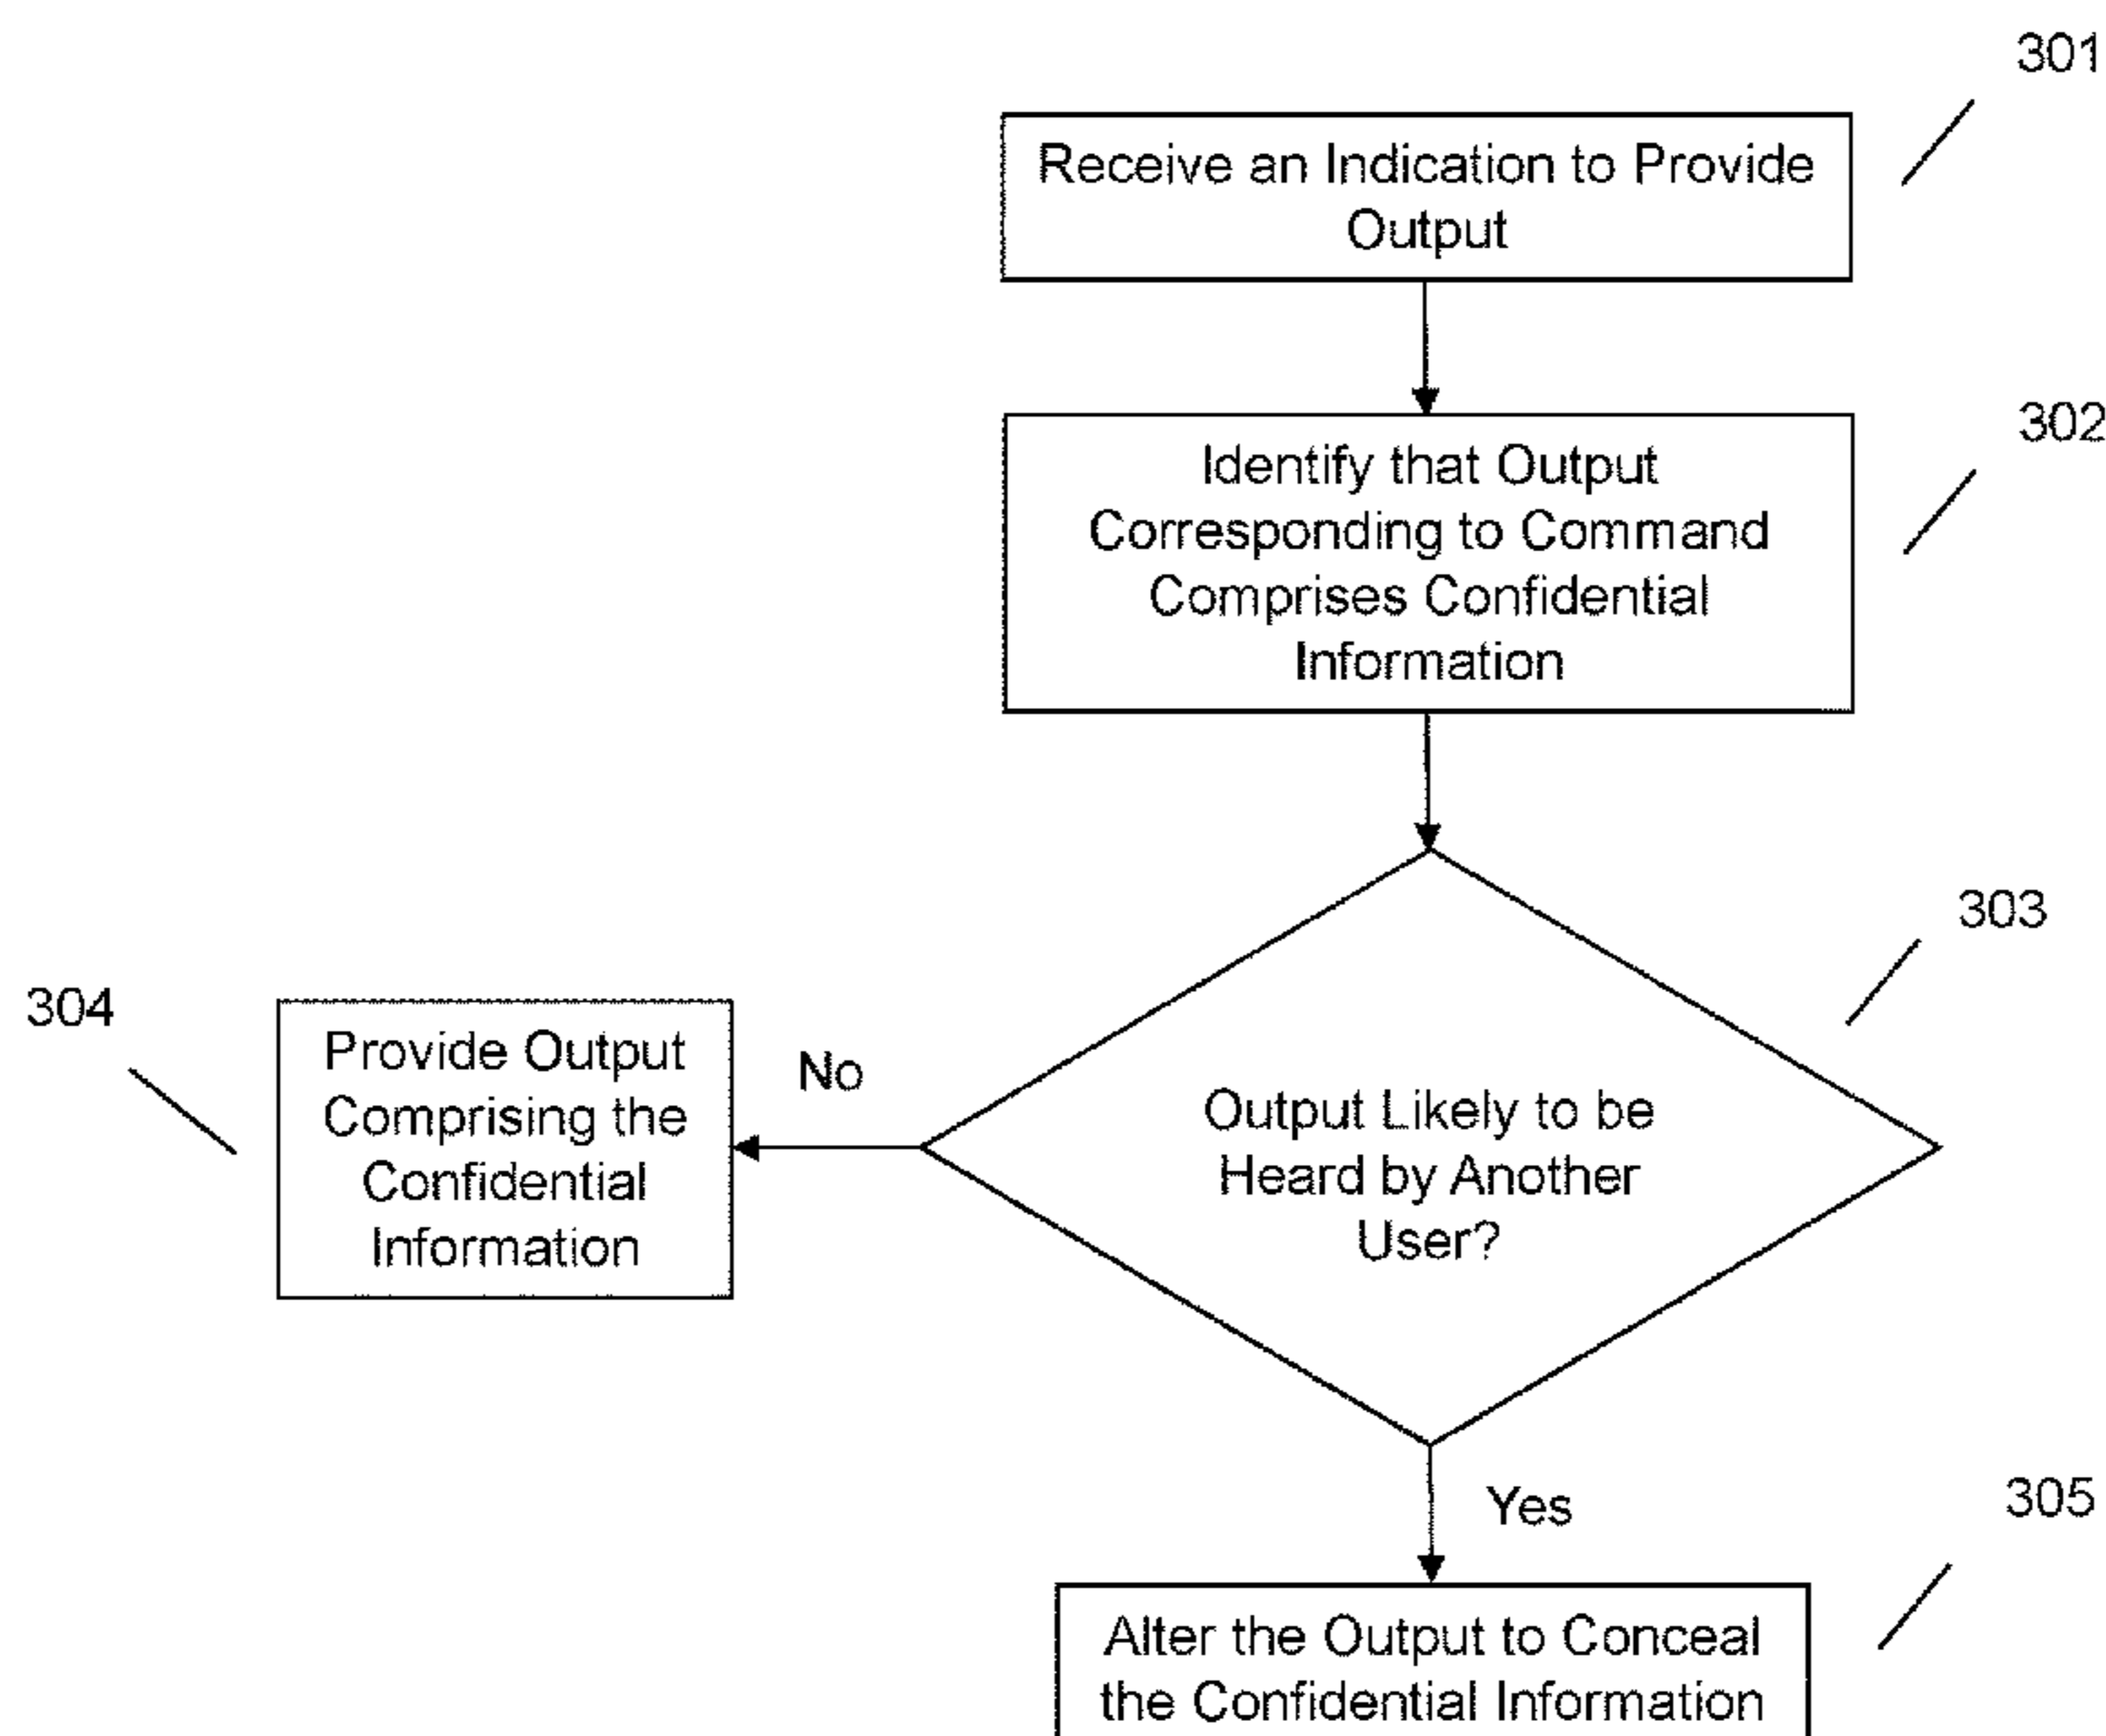 301
Receive an Indication to Provide
Output
302
Identify that Output
Corresponding to Command
Comprises Confidential
Information
303
Output Likely to be
Heard by Another
User?
304
Provide Output
Comprising the
Confidential
Information
No
Yes
305
Alter the Output to Conceal
the Confidential Information